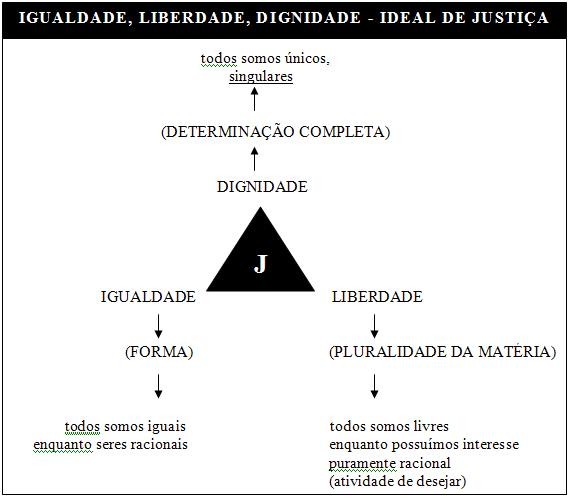 IGUALDADE, LIBERDADE, DIGNIDADE - IDEAL DE JUSTIÇA
todos somos únicos,
singulares
(DETERMINAÇÃO COMPLETA)
DIGNIDADE
J
IGUALDADE
LIBERDADE
(FORMA)
(PLURALIDADE DA MATÉRIA)
todos somos iguais
enquanto seres racionais
todos somos livres
enquanto possuímos interesse
puramente racional
(atividade de desejar)